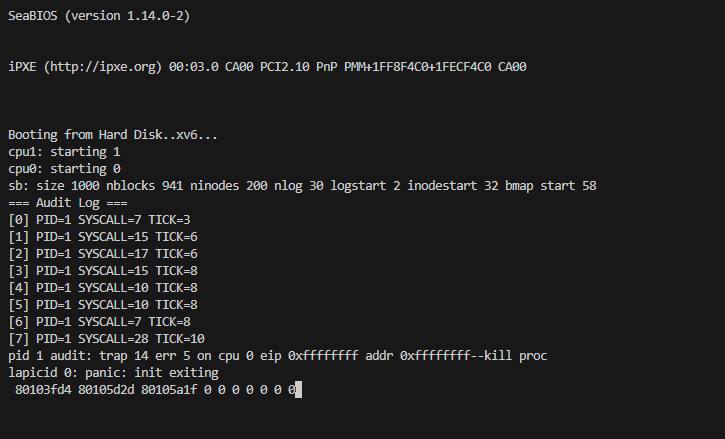 SeaBIOS (version 1.14.0-2)
iPXE (http://ipxe.org) 00:03.0 CA00 PCI2.10 PnP PMM+1FF8F4C0+1FECF4C0 CA00
Booting from Hard Disk..xv6...
cpu1: starting 1
cpu0: starting 0
sb: size 1000 nblocks 941 ninodes 200 nlog 30 logstart 2 inodestart 32 bmap start 58
=== Audit Log ===
[0] PID=1 SYSCALL=7 TICK=3
[1] PID=1 SYSCALL=15 TICK=6
[2] PID=1 SYSCALL=17 TICK=6
[3] PID=1 SYSCALL=15 TICK=8
[4] PID=1 SYSCALL=10 TICK=8
[5] PID=1 SYSCALL=10 TICK=8
[6] PID=1 SYSCALL=7 TICK=8
[7] PID=1 SYSCALL=28 TICK=10
pid 1 audit: trap 14 err 5 on cpu 0 eip 0xffffffff addr 0xffffffff--kill proc
lapicid 0: panic: init exiting
80103fd4 80105d2d 80105a1f 0 0 0 0 0 0 0